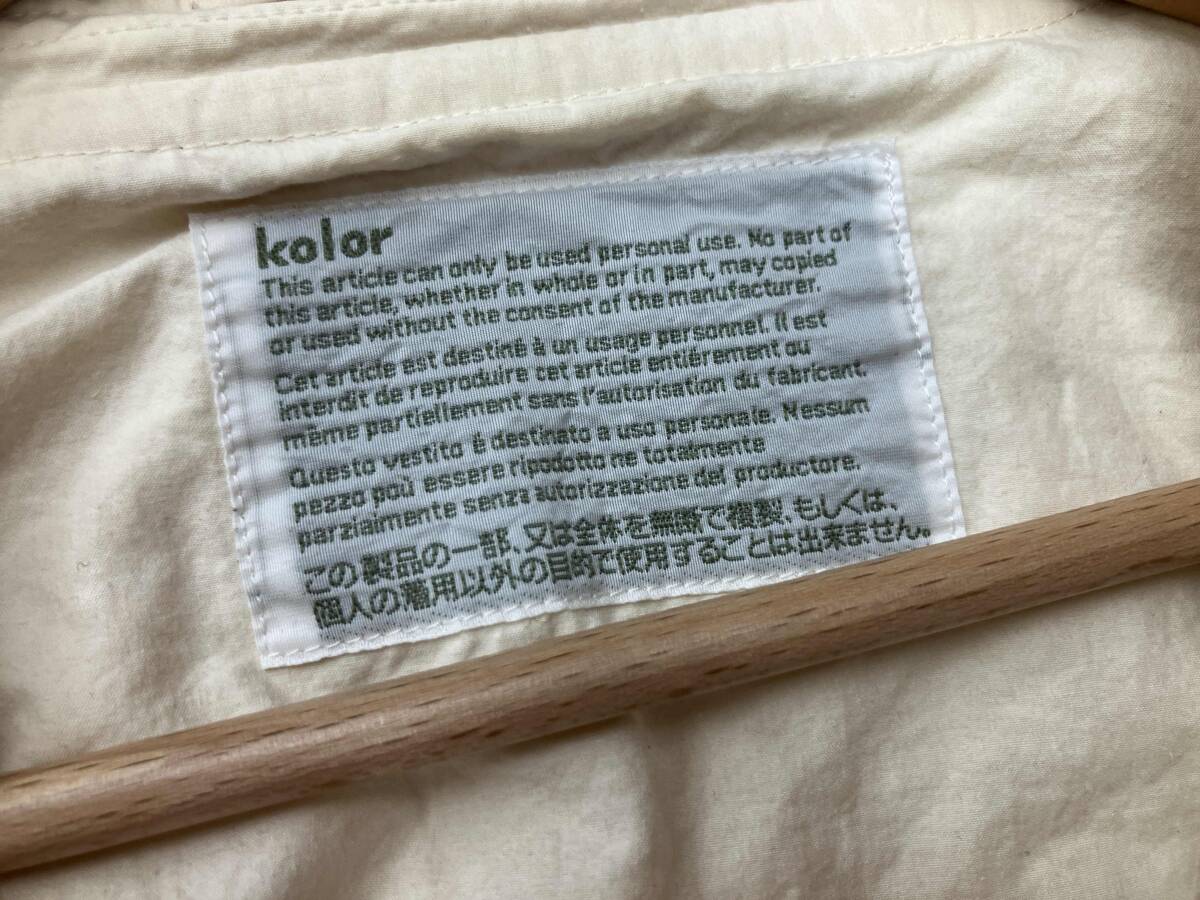 kolor
This article can only be used personal use. No part of
this article, whether in whole or in part, may copied
or used without the consent of the manufacturer.
Cet article est destiné à un usage personnel. Il est
interdit de reproduire cet article entiérement ou
même partiellement sans l'autorisation du fabricant.
Questo vestito é destinato a uso personale. Nessum
pezzo poú essere ripodotto ne totalmente
parzialmente senza autorizzazione del productore.
この製品の一部、又は全体を無断で複製、もしくは、
個人の着用以外の目的で使用することは出来ません。